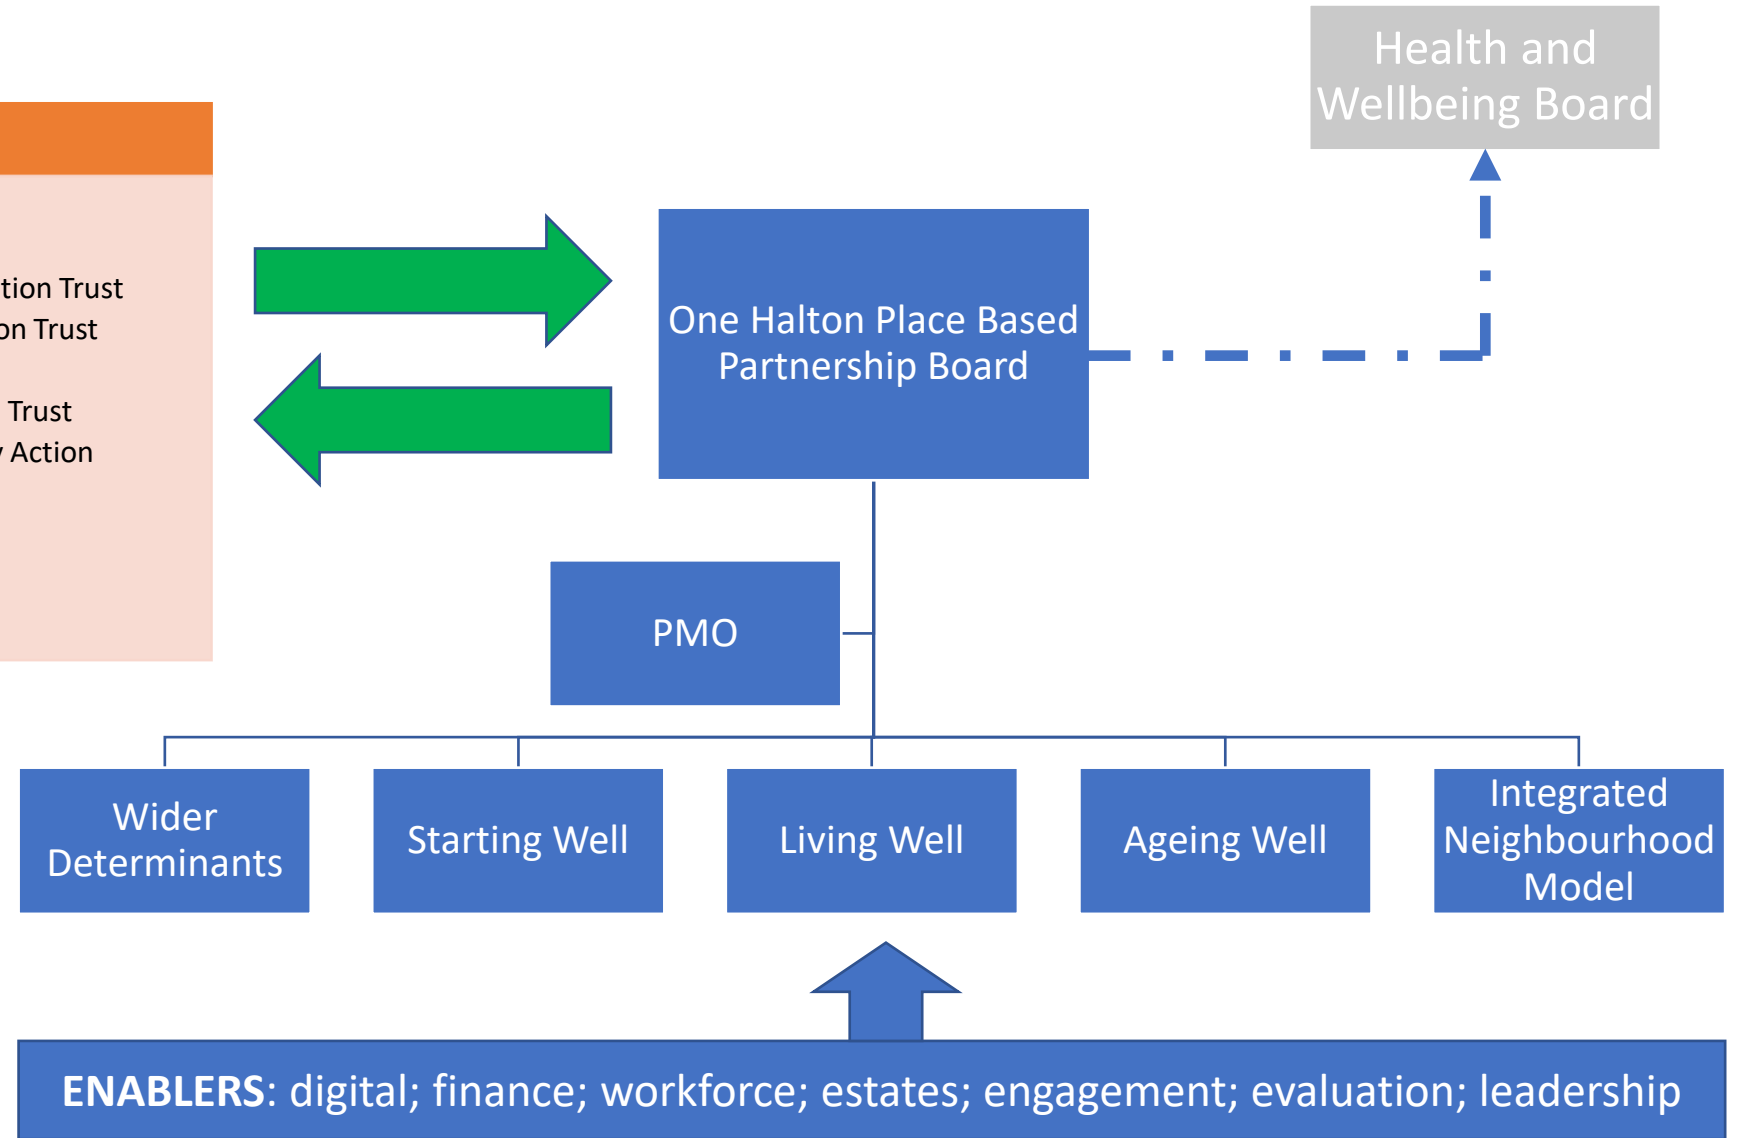 Health and
Wellbeing Board
tion Trust
on Trust
Trust
Action
One Halton Place Based
Partnership Board
PMO
Wider
Determinants
Starting Well
Living Well
Ageing Well
Integrated
Neighbourhood
Model
ENABLERS: digital; finance; workforce; estates; engagement; evaluation; leadership